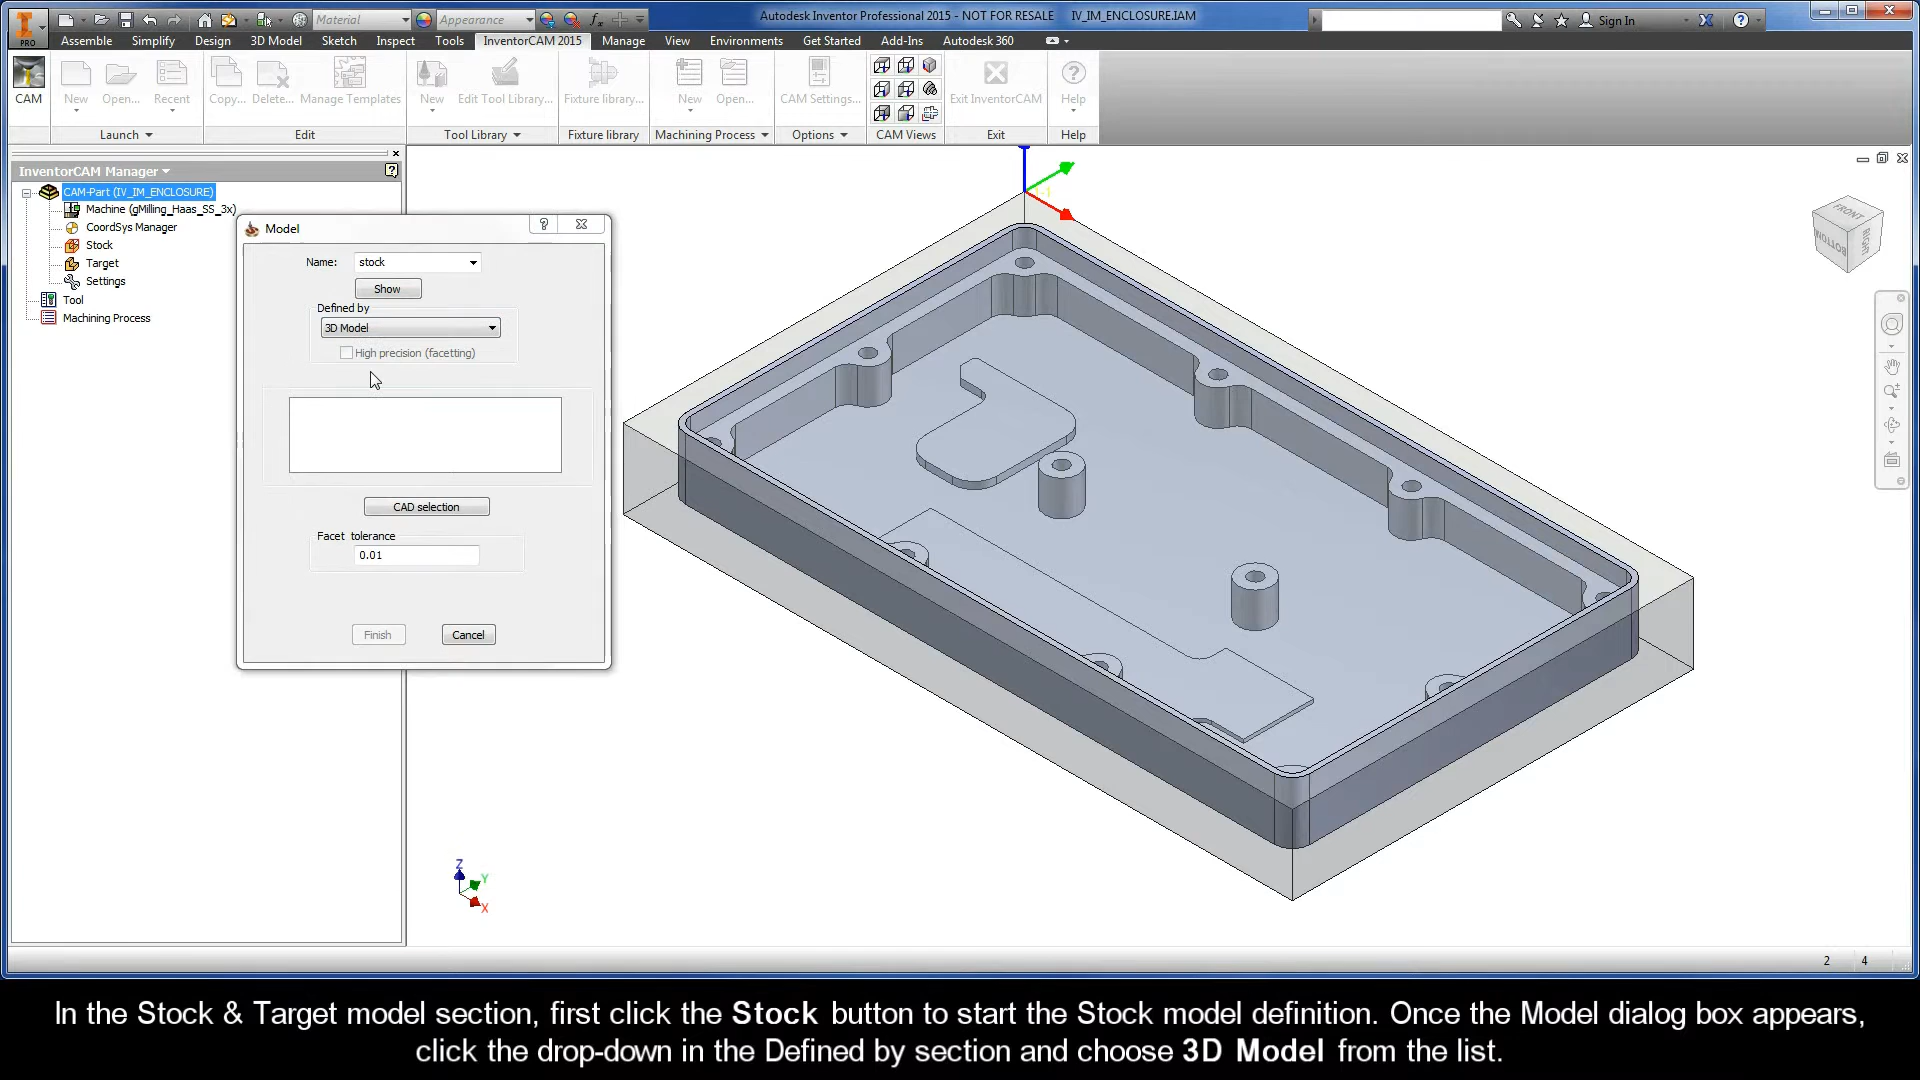 Material
Appearance
Autodesk Inventor Professional 2015 - NOT FOR RESALE IV_IM_ENCLOSURE.IAM
Sign In
PRO
Assemble Simplify Design 3D Model Sketch Inspect Tools InventorCAM 2015 Manage View Environments Get Started Add-Ins Autodesk 360
CAM New Open... Recent Copy... Delete... Manage Templates New Edit Tool Library... Fixture library... New Open... CAM Settings... Exit InventorCAM Help
Launch Edit Tool Library Fixture library Machining Process Options CAM Views Exit Help
InventorCAM Manager
CAM-Part (IV_IM_ENCLOSURE)
Machine (gMilling_Haas_SS_3x)
CoordSys Manager
Stock
Target
Settings
Tool
Machining Process
Model
Name: stock
Show
Defined by
3D Model
High precision (facetting)
CAD selection
Facet tolerance
0.01
Finish Cancel
FRONT
BOTTOM
RIGHT
Z
Y
X
2 4
In the Stock & Target model section, first click the Stock button to start the Stock model definition. Once the Model dialog box appears,
click the drop-down in the Defined by section and choose 3D Model from the list.